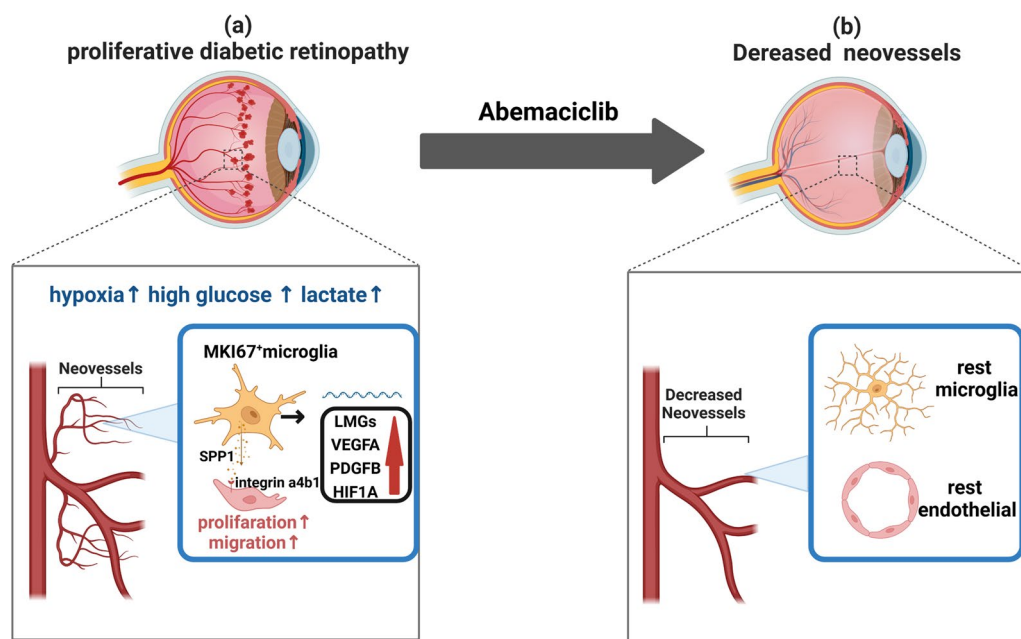 (a)
proliferative diabetic retinopathy
Abemaciclib
(b)
Dereased neovessels
hypoxia↑ high glucose ↑ lactate↑
Neovessels
MKI67⁺microglia
SPP1
integrin a4b1
prolifaration↑
migration↑
LMGs
VEGFA
PDGFB
HIF1A
Decreased
Neovessels
rest
microglia
rest
endothelial